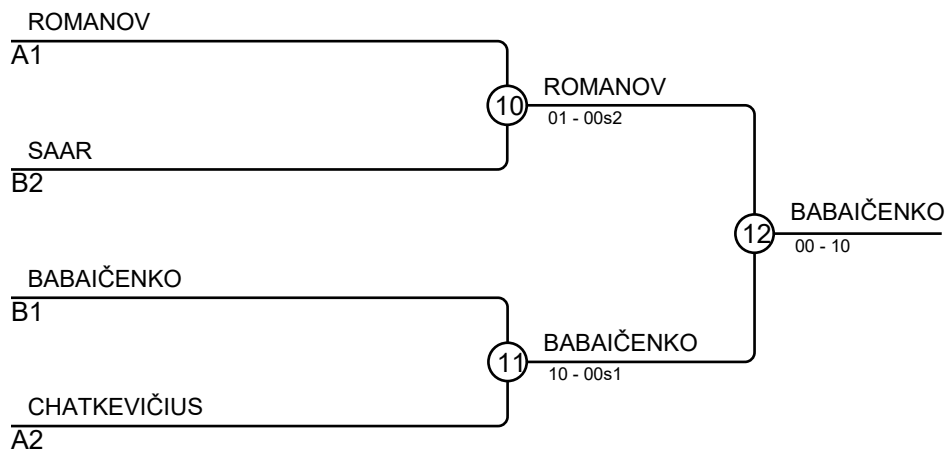 ROMANOV
A1
10
ROMANOV
01 - 00s2
SAAR
B2
12
BABAIČENKO
00 - 10
BABAIČENKO
B1
11
BABAIČENKO
10 - 00s1
CHATKEVIČIUS
A2